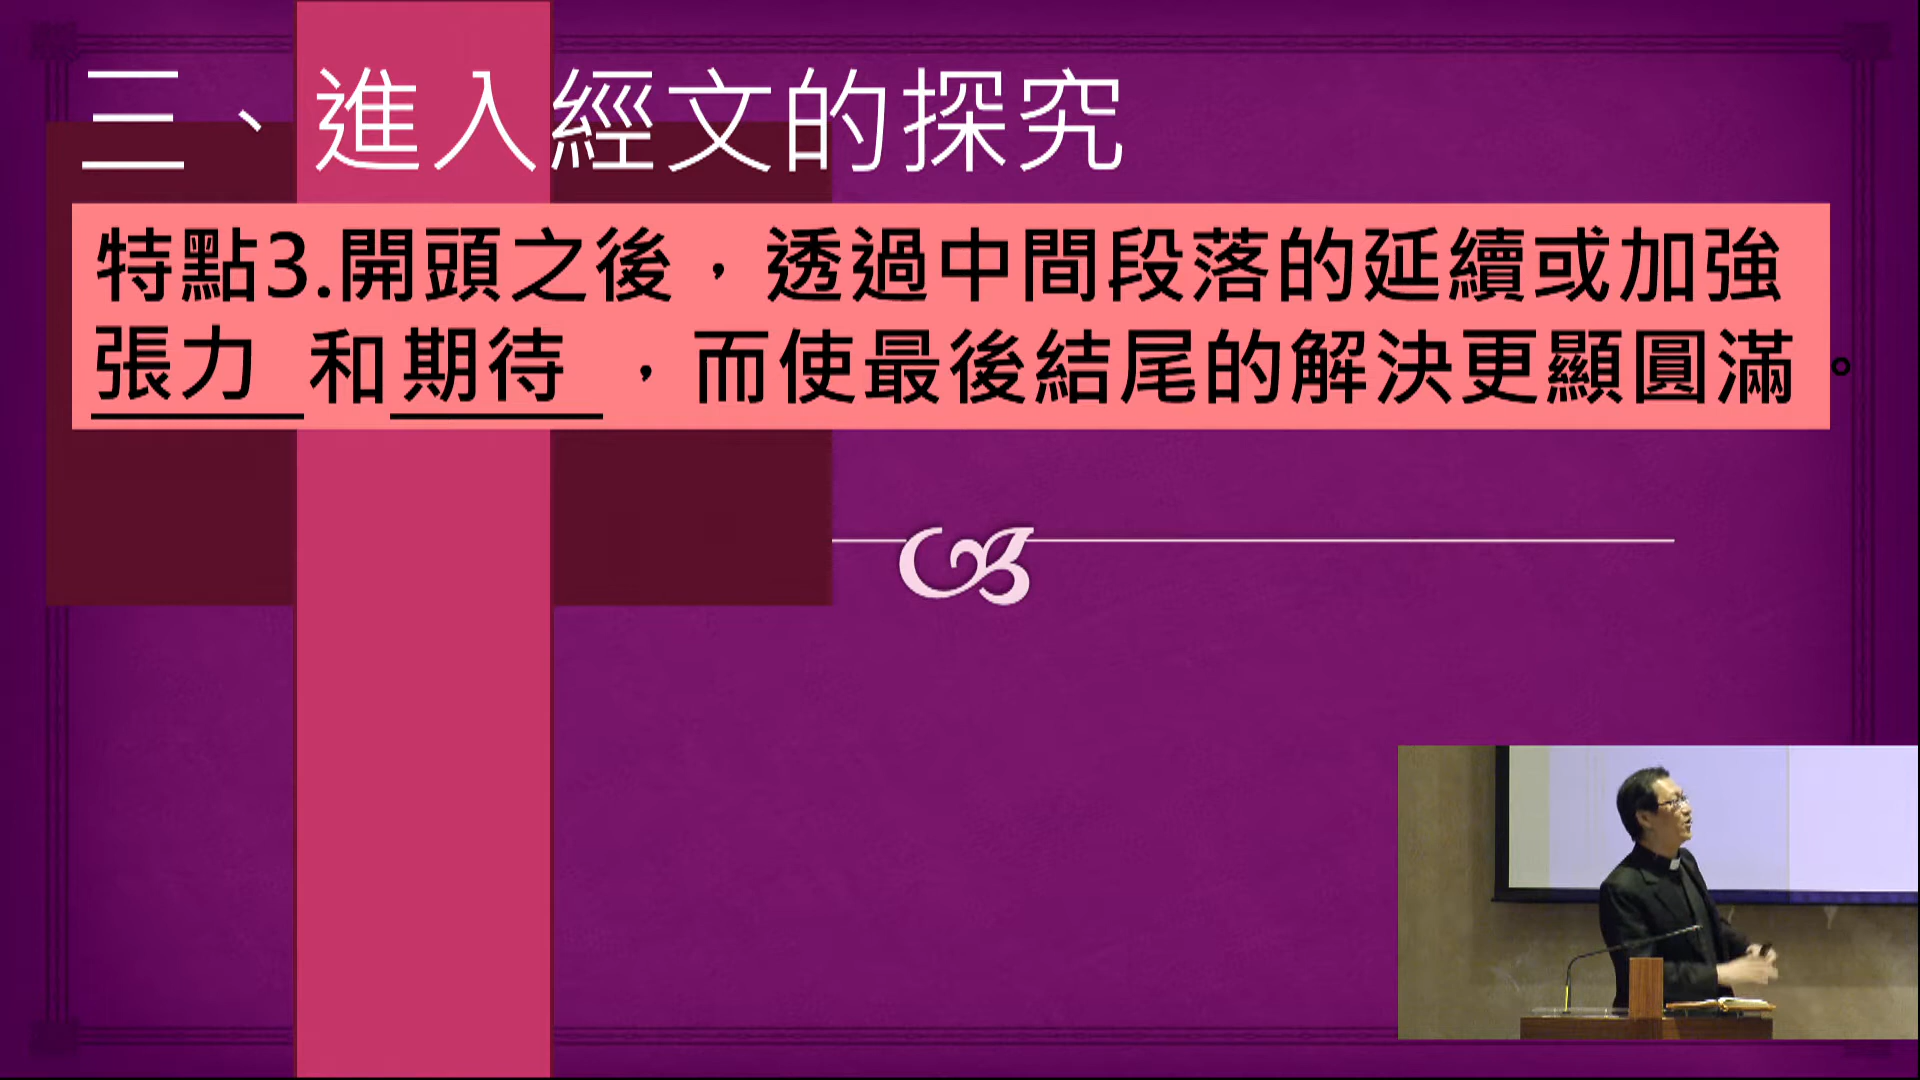 三、進入經文的探究
特點3.開頭之後，透過中間段落的延續或加強
張力 和期待 ，而使最後結尾的解決更顯圓滿。